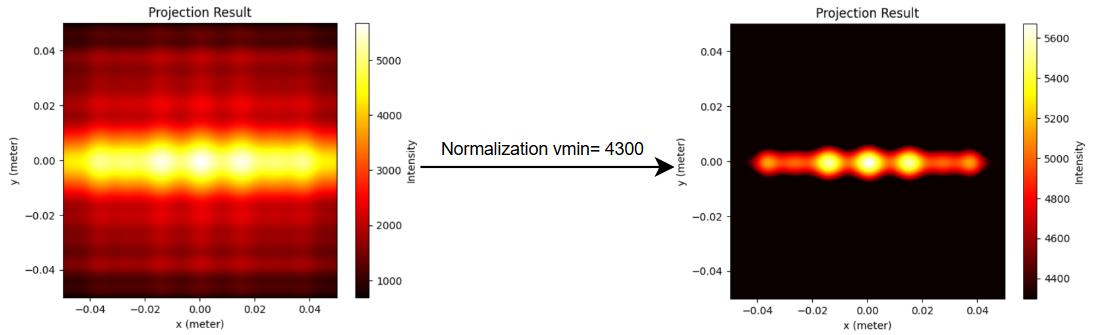 Projection Result
0.04
0.02
0.00
−0.02
−0.04
y (meter)
−0.04 −0.02 0.00 0.02 0.04
x (meter)
5000
4000
3000
2000
1000
Intensity
Normalization vmin= 4300
Projection Result
0.04
0.02
0.00
−0.02
−0.04
y (meter)
−0.04 −0.02 0.00 0.02 0.04
x (meter)
5600
5400
5200
5000
4800
4600
4400
Intensity